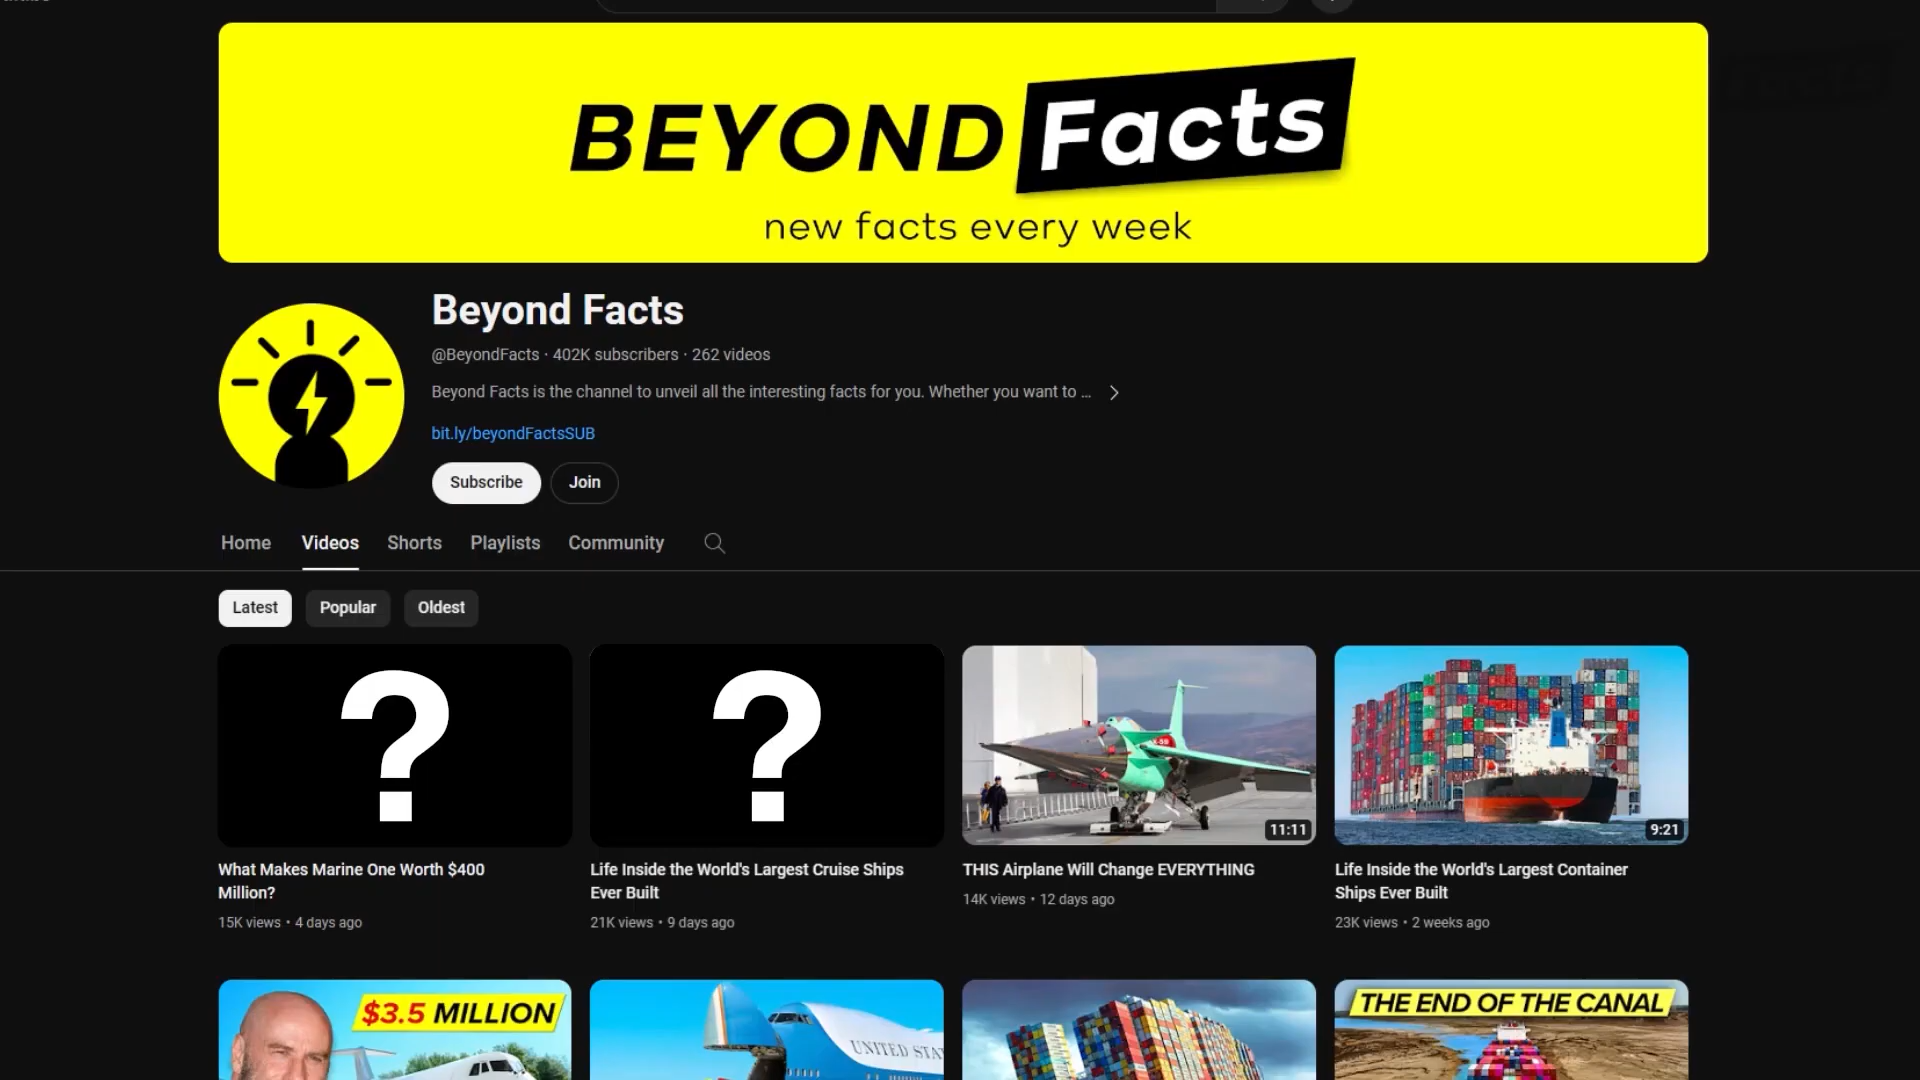 BEYOND Facts
new facts every week
Beyond Facts
@BeyondFacts · 402K subscribers · 262 videos
Beyond Facts is the channel to unveil all the interesting facts for you. Whether you want to ...
bit.ly/beyondFactsSUB
Subscribe Join
Home Videos Shorts Playlists Community
Latest Popular Oldest
? ?
X-59
11:11 9:21
What Makes Marine One Worth $400
Million?
15K views • 4 days ago
Life Inside the World's Largest Cruise Ships
Ever Built
21K views • 9 days ago
THIS Airplane Will Change EVERYTHING
14K views • 12 days ago
Life Inside the World's Largest Container
Ships Ever Built
23K views • 2 weeks ago
$3.5 MILLION
UNITED STA
THE END OF THE CANAL